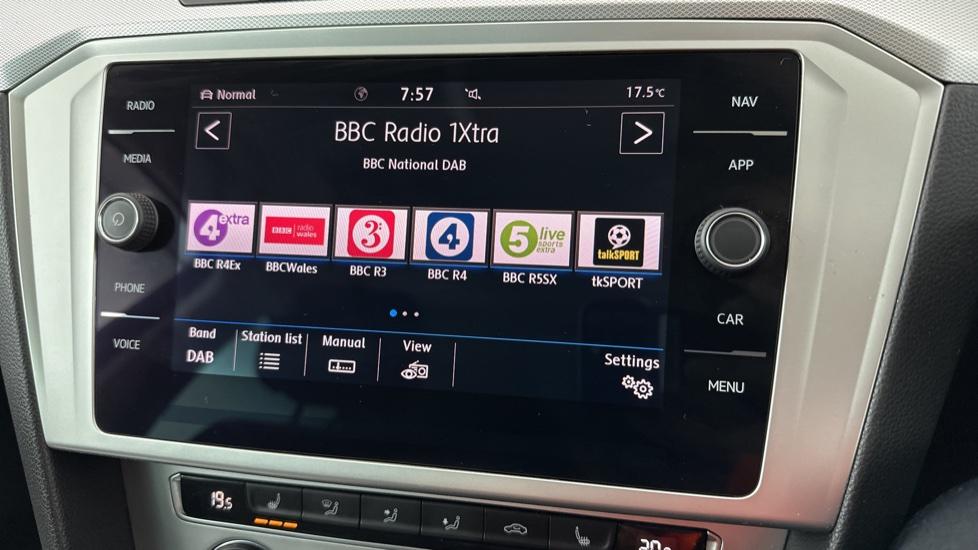 RADIO
MEDIA
PHONE
VOICE
Normal 7:57 17.5°C
BBC Radio 1Xtra
BBC National DAB
4 extra
BBC radio wales
3
4
5 live sports extra
talkSPORT
BBC R4Ex BBCWales BBC R3 BBC R4 BBC R5SX tkSPORT
Band Station list Manual View Settings
DAB
NAV
APP
CAR
MENU
19.5